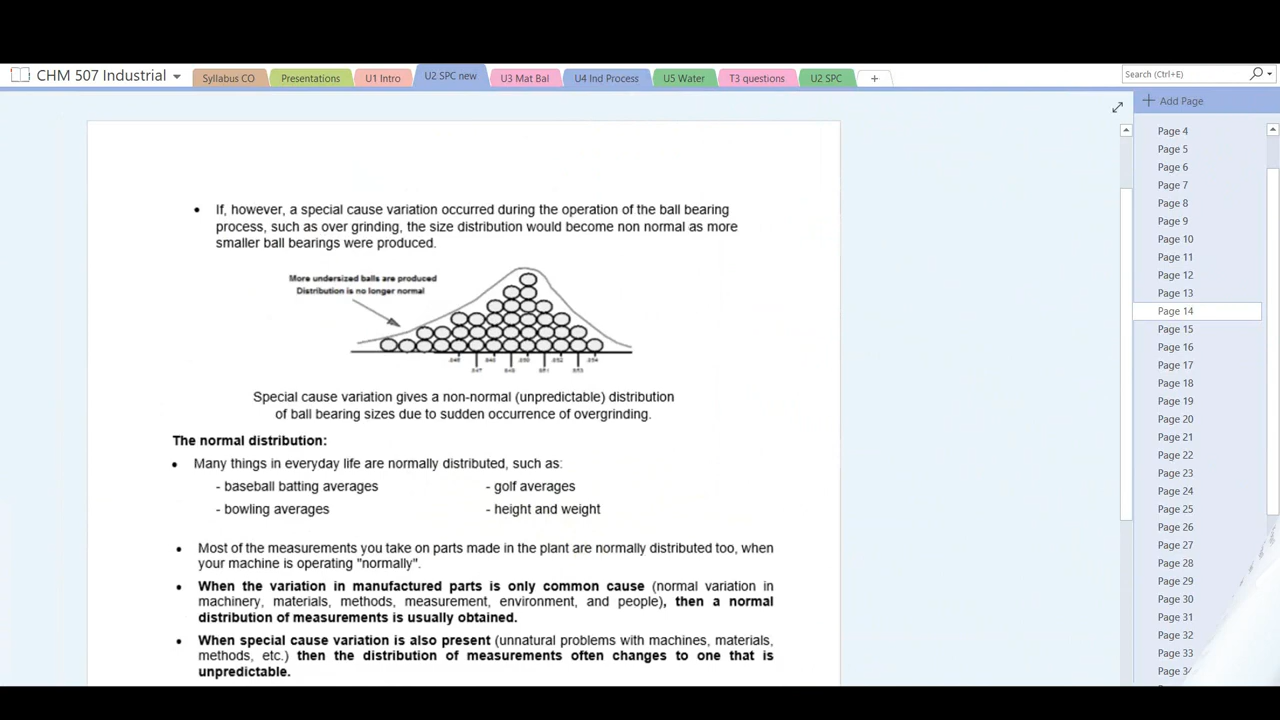 CHM 507 Industrial
Syllabus CO
Presentations
U1 Intro
U2 SPC new
U3 Mat Bal
U4 Ind Process
U5 Water
T3 questions
U2 SPC
+
Search (Ctrl+E)
Add Page
• If, however, a special cause variation occurred during the operation of the ball bearing
process, such as over grinding, the size distribution would become non normal as more
smaller ball bearings were produced.
More undersized balls are produced
Distribution is no longer normal
Special cause variation gives a non-normal (unpredictable) distribution
of ball bearing sizes due to sudden occurrence of overgrinding.
The normal distribution:
• Many things in everyday life are normally distributed, such as:
- baseball batting averages
- golf averages
- bowling averages
- height and weight
• Most of the measurements you take on parts made in the plant are normally distributed too, when
your machine is operating "normally".
• When the variation in manufactured parts is only common cause (normal variation in
machinery, materials, methods, measurement, environment, and people), then a normal
distribution of measurements is usually obtained.
• When special cause variation is also present (unnatural problems with machines, materials,
methods, etc.) then the distribution of measurements often changes to one that is
unpredictable.
Page 4
Page 5
Page 6
Page 7
Page 8
Page 9
Page 10
Page 11
Page 12
Page 13
Page 14
Page 15
Page 16
Page 17
Page 18
Page 19
Page 20
Page 21
Page 22
Page 23
Page 24
Page 25
Page 26
Page 27
Page 28
Page 29
Page 30
Page 31
Page 32
Page 33